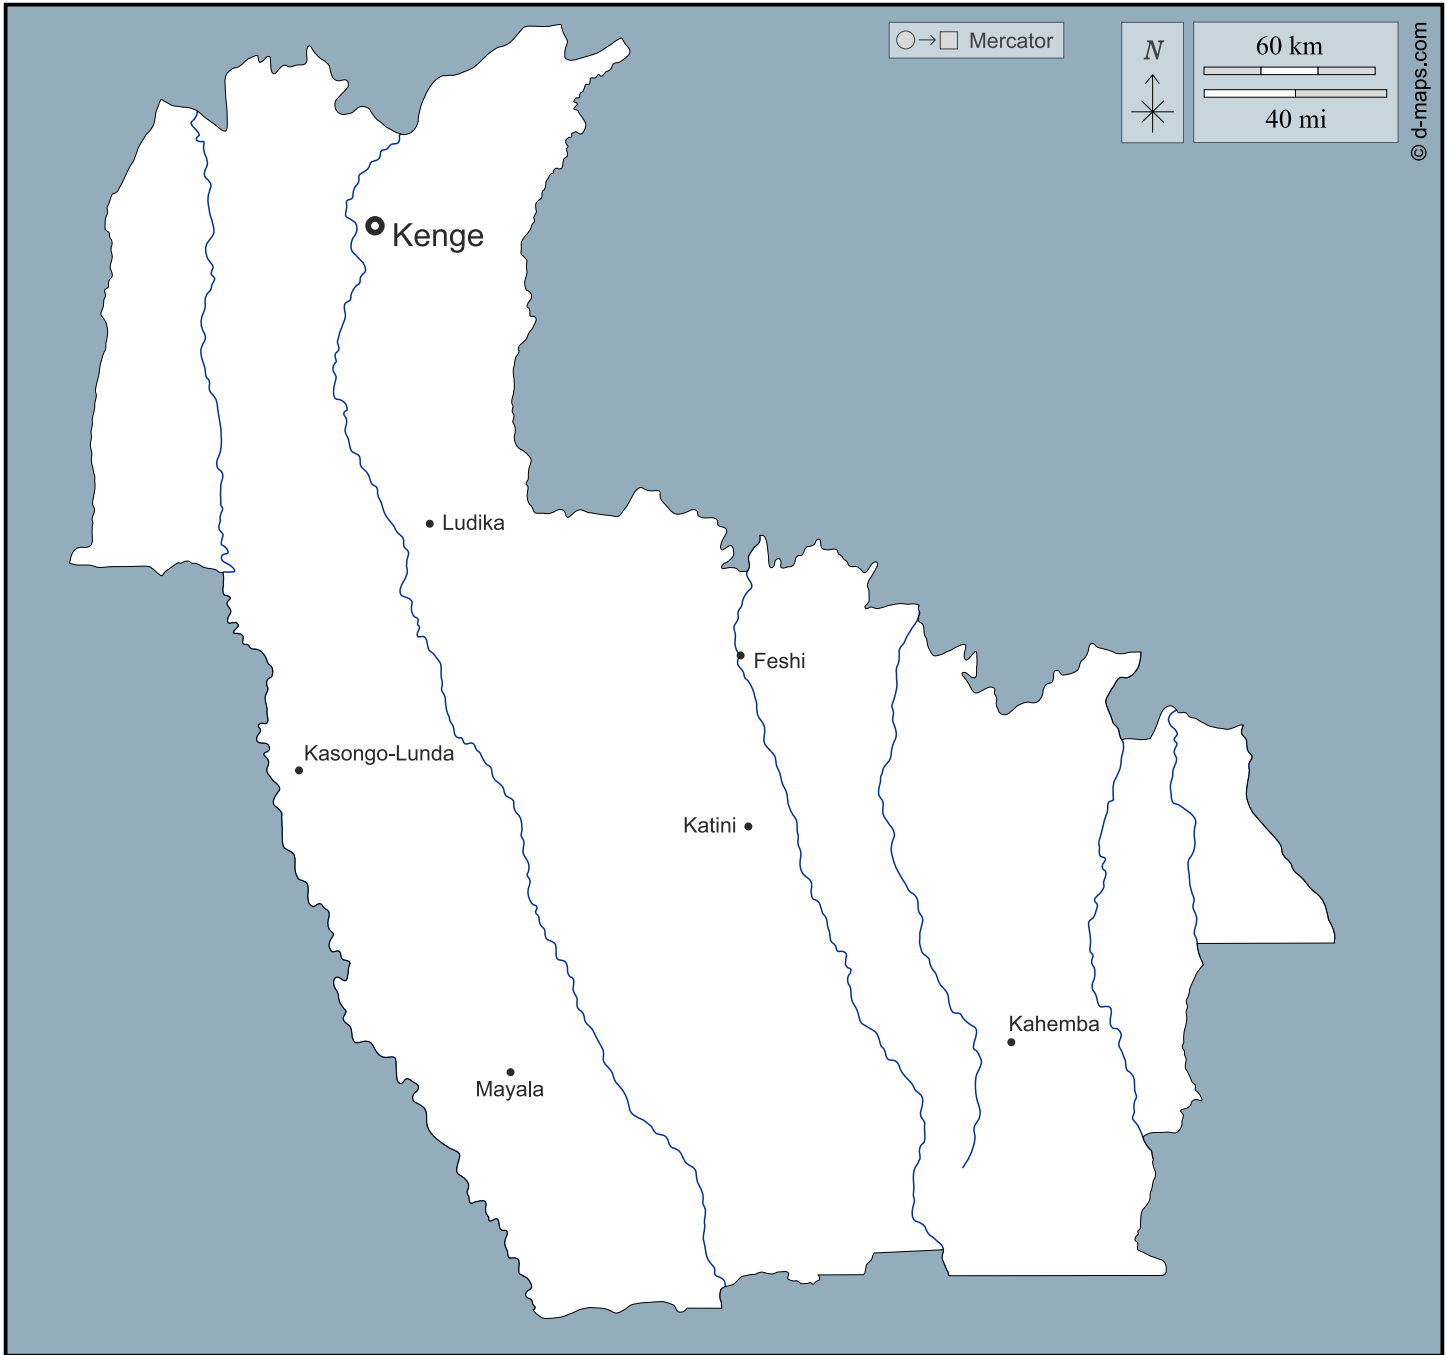 Mercator
N
60 km
40 mi
© d-maps.com
Kenge
Ludika
Feshi
Kasongo-Lunda
Katini
Kahemba
Mayala